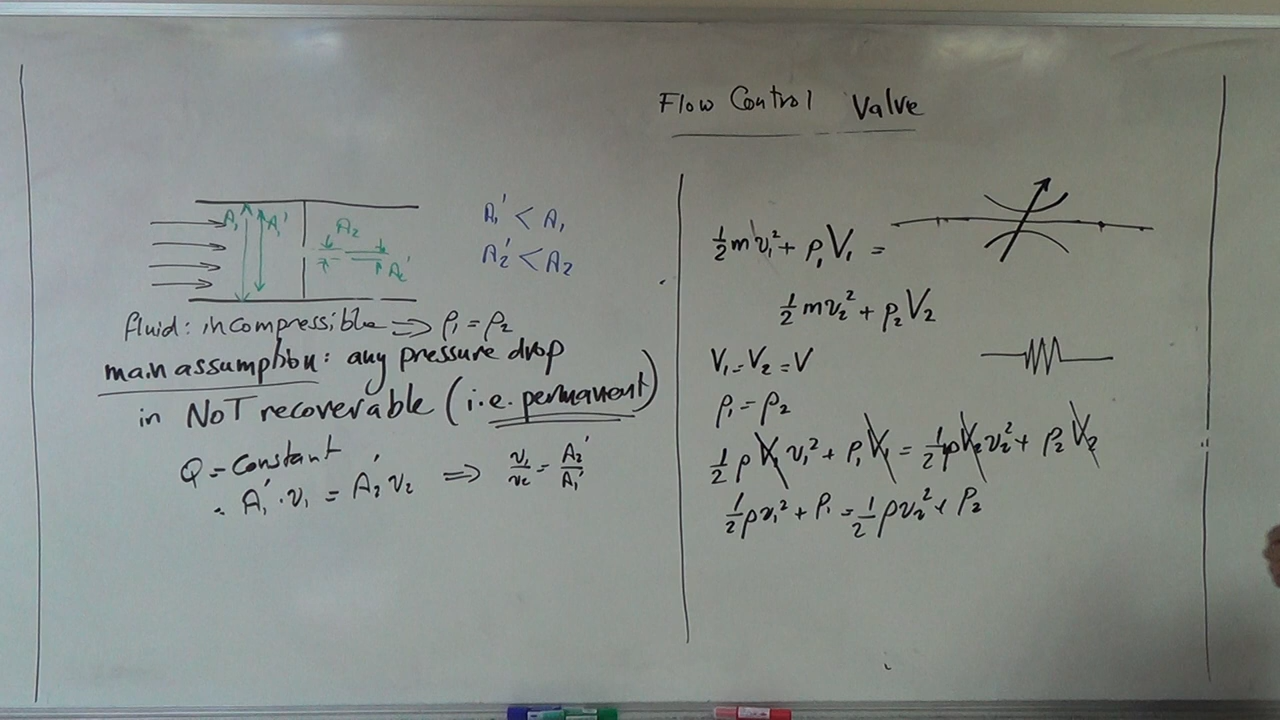 Flow Control Valve
A₁ A₁' A₂ A₂'
A₁' < A₁
A₂' < A₂
fluid: incompressible ⇒ ρ₁ = ρ₂
main assumption: any pressure drop
in NOT recoverable (i.e. permanent)
Q = Constant
∴ A₁'·v₁ = A₂' v₂ ⇒ v₁/v₂ = A₂'/A₁'
½ m v₁² + P₁V₁ =
½ m v₂² + P₂V₂
V₁ = V₂ = V
ρ₁ = ρ₂
½ ρ V₁ v₁² + P₁ V₁ = ½ ρ V₂ v₂² + P₂ V₂
½ ρv₁² + P₁ = ½ ρv₂² + P₂